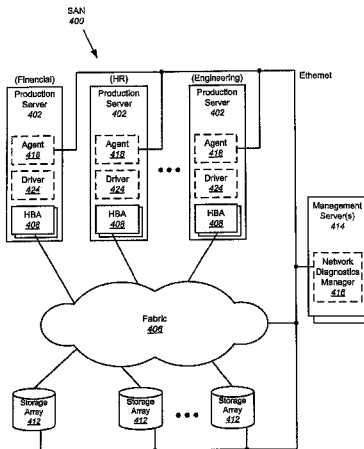 SAN
400
(Financial)
Production
Server
402
Agent
418
Driver
424
HBA
408
(HR)
Production
Server
402
Agent
418
Driver
424
HBA
408
(Engineering)
Production
Server
402
Agent
418
Driver
424
HBA
408
Ethernet
Management
Server(s)
414
Network
Diagnostics
Manager
416
Fabric
406
Storage
Array
412
Storage
Array
412
Storage
Array
412